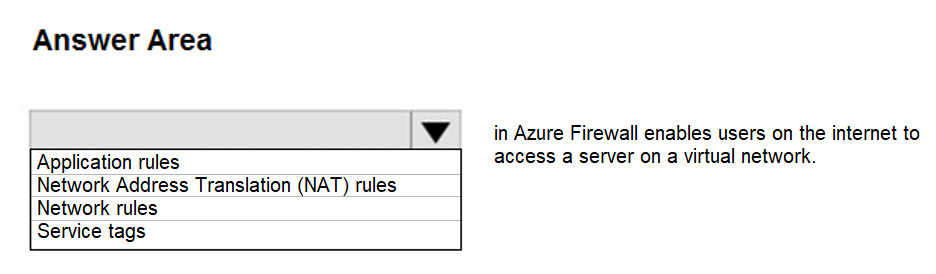 Answer Area
in Azure Firewall enables users on the internet to
access a server on a virtual network.
Application rules
Network Address Translation (NAT) rules
Network rules
Service tags